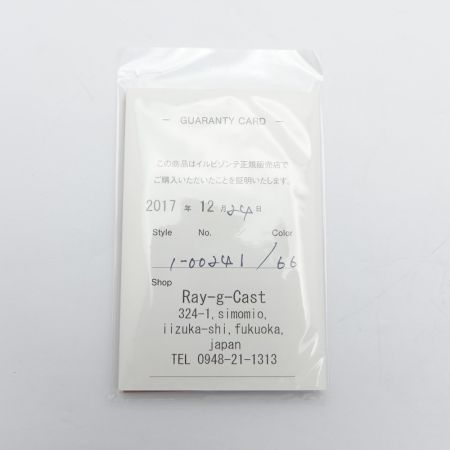 — GUARANTY CARD —
この商品はイルビゾンテ正規販売店で
ご購入いただいたことを証明いたします。
2017 年 12 月 24 日
Style No. Color
1-00241/66
Shop
Ray-g-Cast
324-1, simomio,
iizuka-shi, fukuoka,
japan
TEL 0948-21-1313